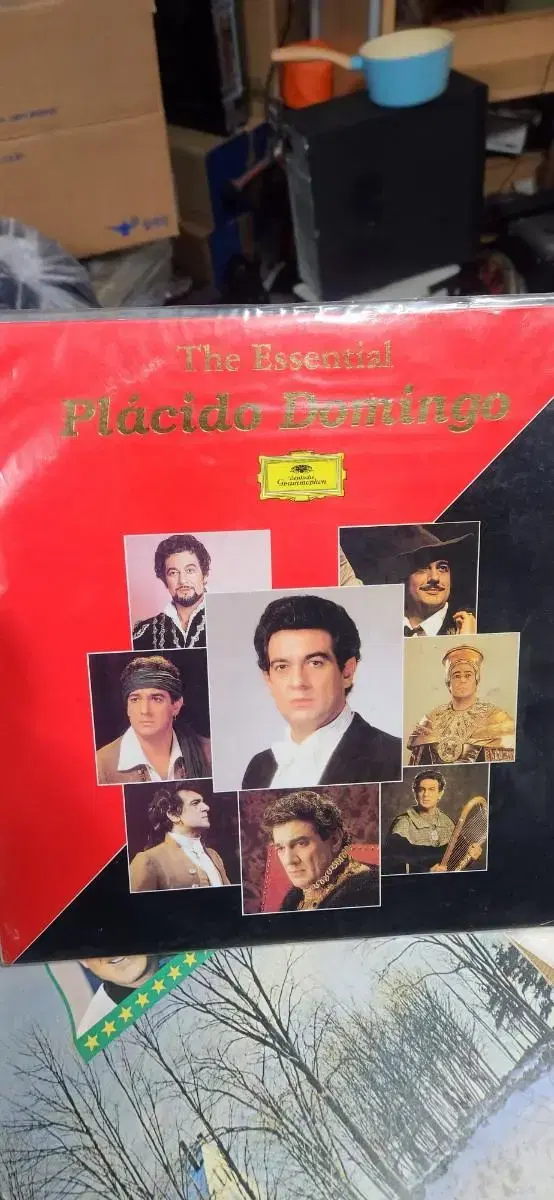 The Essential
Plácido Domingo
Deutsche
Grammophon